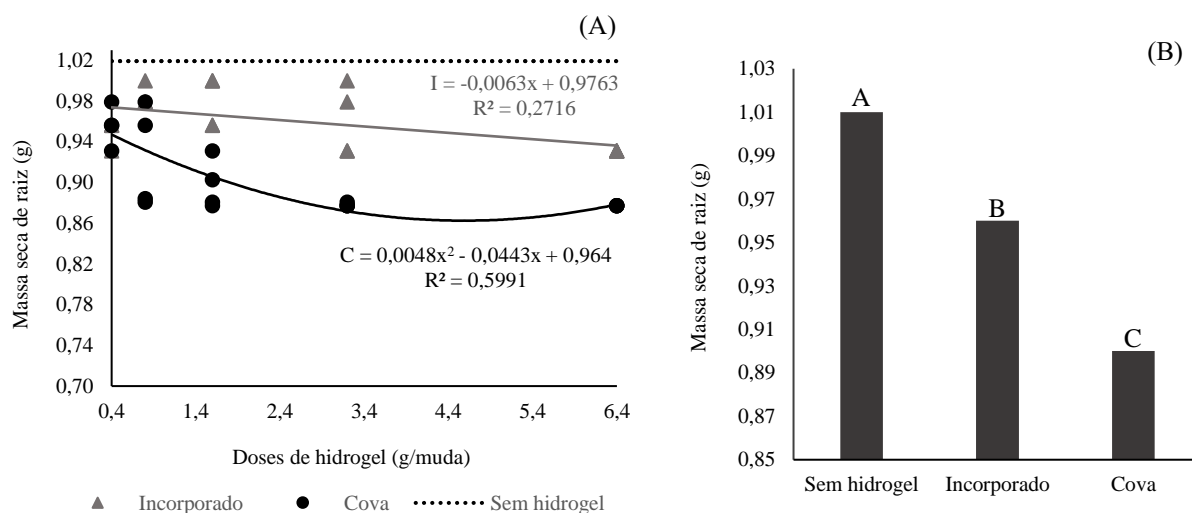 (A)
1,02
0,98
0,94
0,90
0,86
0,82
0,78
0,74
0,70
Massa seca de raiz (g)
I = -0,0063x + 0,9763
R² = 0,2716
C = 0,0048x² - 0,0443x + 0,964
R² = 0,5991
0,4 1,4 2,4 3,4 4,4 5,4 6,4
Doses de hidrogel (g/muda)
Incorporado Cova Sem hidrogel
(B)
1,03
1,01
0,99
0,97
0,95
0,93
0,91
0,89
0,87
0,85
Massa seca de raiz (g)
A
B
C
Sem hidrogel Incorporado Cova